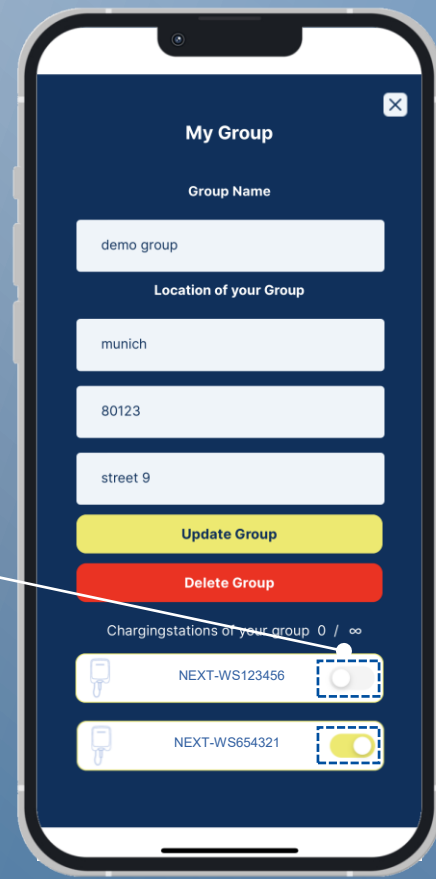 My Group
Group Name
demo group
Location of your Group
munich
80123
street 9
Update Group
Delete Group
Chargingstations of your group 0 / ∞
NEXT-WS123456
NEXT-WS654321